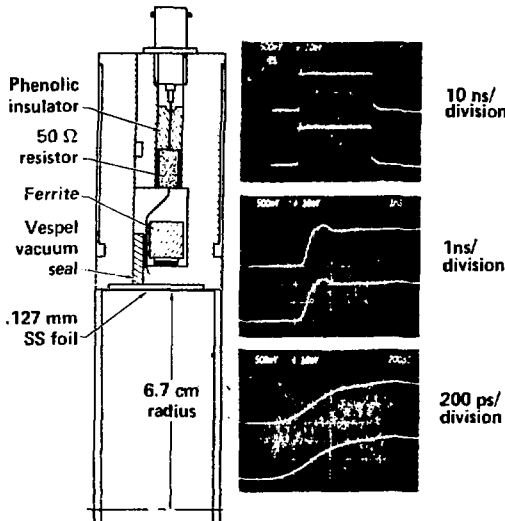 Phenolic
insulator
50 Ω
resistor
Ferrite
Vespel
vacuum
seal
.127 mm
SS foil
6.7 cm
radius
500mV
10 ns/
division
500mV
1ns
1ns/
division
500mV
200 ps/
division